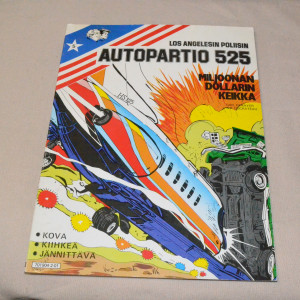 LOS ANGELESIN POLIISIN
AUTOPARTIO 525
MILJOONAN
DOLLARIN
KEIKKA
• KOVA
• KIIHKEÄ
• JÄNNITTÄVÄ